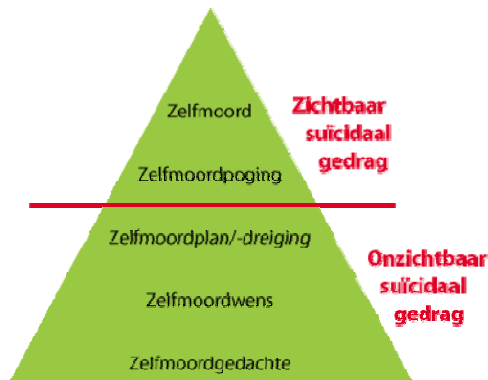 Zelfmoord
Zelfmoordpoging
Zichtbaar
suïcidaal
gedrag
Zelfmoordplan/-dreiging
Zelfmoordwens
Zelfmoordgedachte
Onzichtbaar
suïcidaal
gedrag